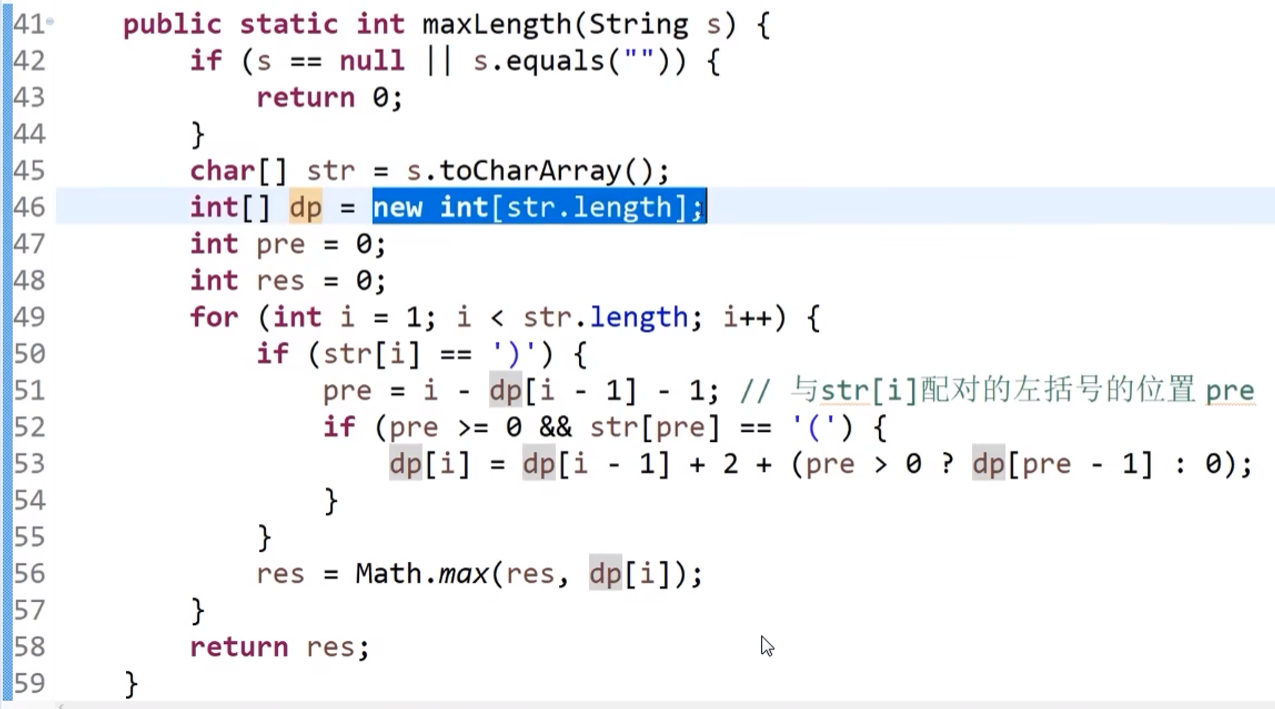 41 public static int maxLength(String s) {
42 if (s == null || s.equals("")) {
43 return 0;
44 }
45 char[] str = s.toCharArray();
46 int[] dp = new int[str.length];
47 int pre = 0;
48 int res = 0;
49 for (int i = 1; i < str.length; i++) {
50 if (str[i] == ')') {
51 pre = i - dp[i - 1] - 1; // 与str[i]配对的左括号的位置 pre
52 if (pre >= 0 && str[pre] == '(') {
53 dp[i] = dp[i - 1] + 2 + (pre > 0 ? dp[pre - 1] : 0);
54 }
55 }
56 res = Math.max(res, dp[i]);
57 }
58 return res;
59 }